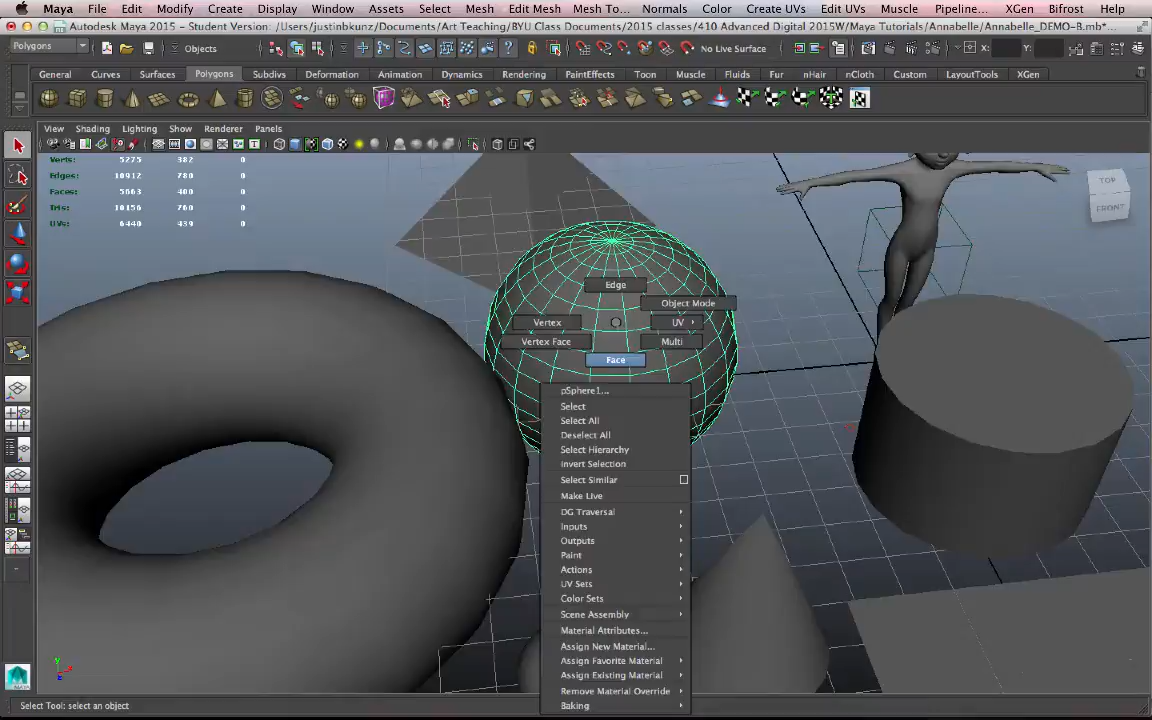 Maya File Edit Modify Create Display Window Assets Select Mesh Edit Mesh Mesh To... Normals Color Create UVs Edit UVs Muscle Pipeline... XGen Bifrost Help
Autodesk Maya 2015 - Student Version: /Users/justinbkunz/Documents/Art Teaching/BYU Class Documents/2015 classes/410 Advanced Digital 2015W/Maya Tutorials/Annabelle/Annabelle_DEMO-B.mb*...
Polygons Objects No Live Surface X: Y:
General Curves Surfaces Polygons Subdivs Deformation Animation Dynamics Rendering PaintEffects Toon Muscle Fluids Fur nHair nCloth Custom LayoutTools XGen
View Shading Lighting Show Renderer Panels
Verts: 5275 382 0
Edges: 10912 780 0
Faces: 5663 400 0
Tris: 10156 760 0
UVs: 6440 439 0
TOP
FRONT
Edge
Object Mode
Vertex UV
Vertex Face Multi
Face
pSphere1...
Select
Select All
Deselect All
Select Hierarchy
Invert Selection
Select Similar
Make Live
DG Traversal
Inputs
Outputs
Paint
Actions
UV Sets
Color Sets
Scene Assembly
Material Attributes...
Assign New Material...
Assign Favorite Material
Assign Existing Material
Remove Material Override
Baking
y
x
z
Select Tool: select an object